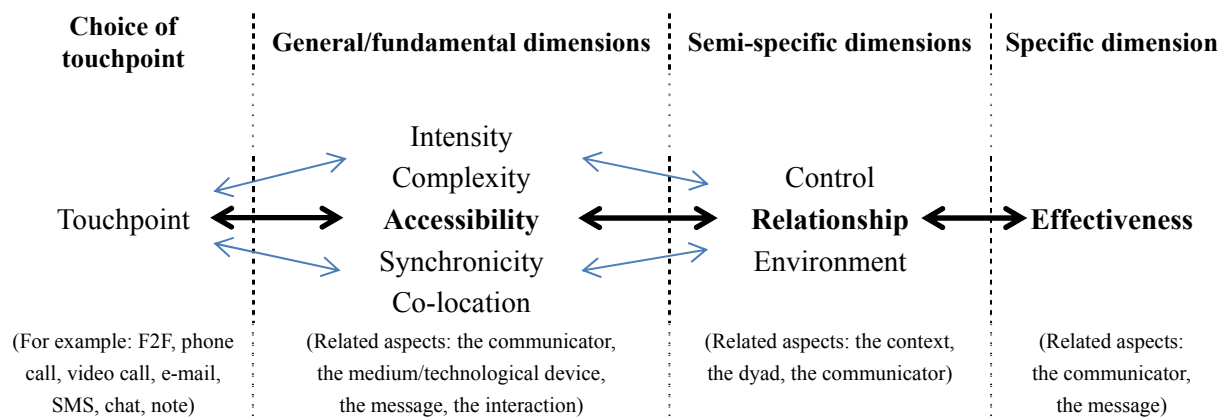 Choice of
touchpoint
General/fundamental dimensions
Semi-specific dimensions
Specific dimension
Intensity
Complexity
Accessibility
Synchronicity
Co-location
Touchpoint
Control
Relationship
Environment
Effectiveness
(For example: F2F, phone
call, video call, e-mail,
SMS, chat, note)
(Related aspects: the communicator,
the medium/technological device,
the message, the interaction)
(Related aspects: the context,
the dyad, the communicator)
(Related aspects:
the communicator,
the message)